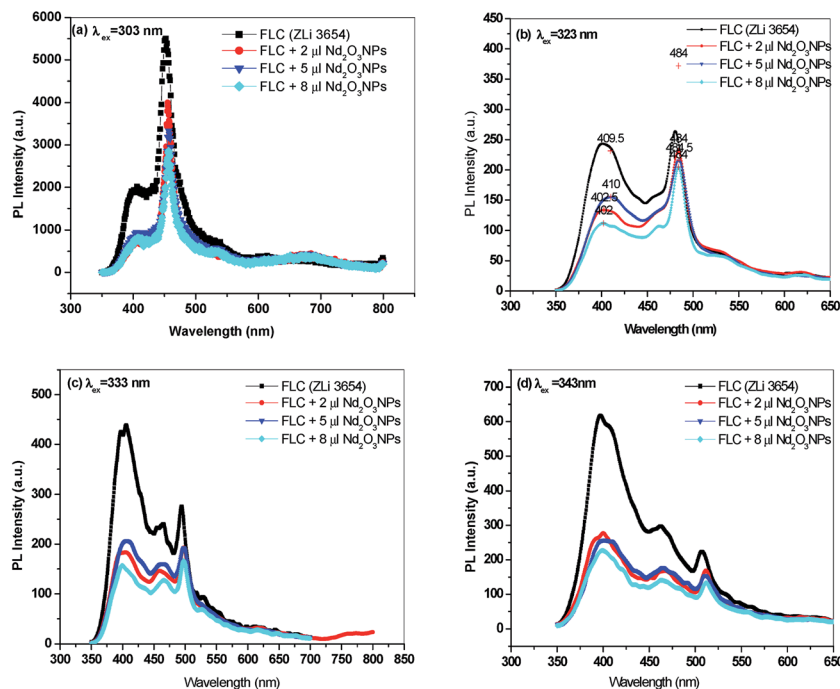 (a) λex=303 nm
FLC (ZLi 3654)
FLC + 2 μl Nd2O3NPs
FLC + 5 μl Nd2O3NPs
FLC + 8 μl Nd2O3NPs
PL Intensity (a.u.)
6000
5000
4000
3000
2000
1000
0
300 400 500 600 700 800
Wavelength (nm)
(b) λex=323 nm
FLC (ZLi 3654)
FLC + 2 μl Nd2O3NPs
FLC + 5 μl Nd2O3NPs
FLC + 8 μl Nd2O3NPs
484
409.5
410
402.5
402
484
484.5
484
PL Intensity (a.u.)
450
400
350
300
250
200
150
100
50
0
300 350 400 450 500 550 600 650
Wavelength (nm)
(c) λex=333 nm
FLC (ZLi 3654)
FLC + 2 μl Nd2O3NPs
FLC + 5 μl Nd2O3NPs
FLC + 8 μl Nd2O3NPs
PL Intensity (a.u.)
500
400
300
200
100
0
300 350 400 450 500 550 600 650 700 750 800 850
Wavelength (nm)
(d) λex=343nm
FLC (ZLi 3654)
FLC + 2 μl Nd2O3NPs
FLC + 5 μl Nd2O3NPs
FLC + 8 μl Nd2O3NPs
PL Intensity (a.u.)
700
600
500
400
300
200
100
0
300 350 400 450 500 550 600 650
Wavelength (nm)